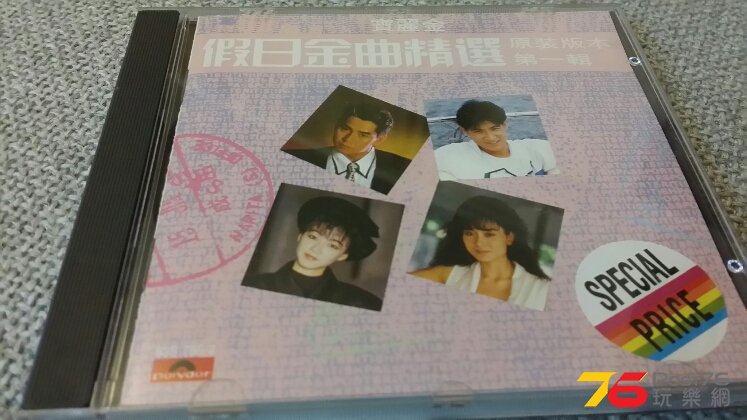 寶麗金
假日金曲精選
原裝版本
第一輯
SPECIAL
PRICE
Polydor
76
玩樂網